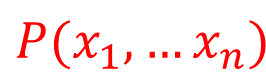 P(x₁, … xₙ)